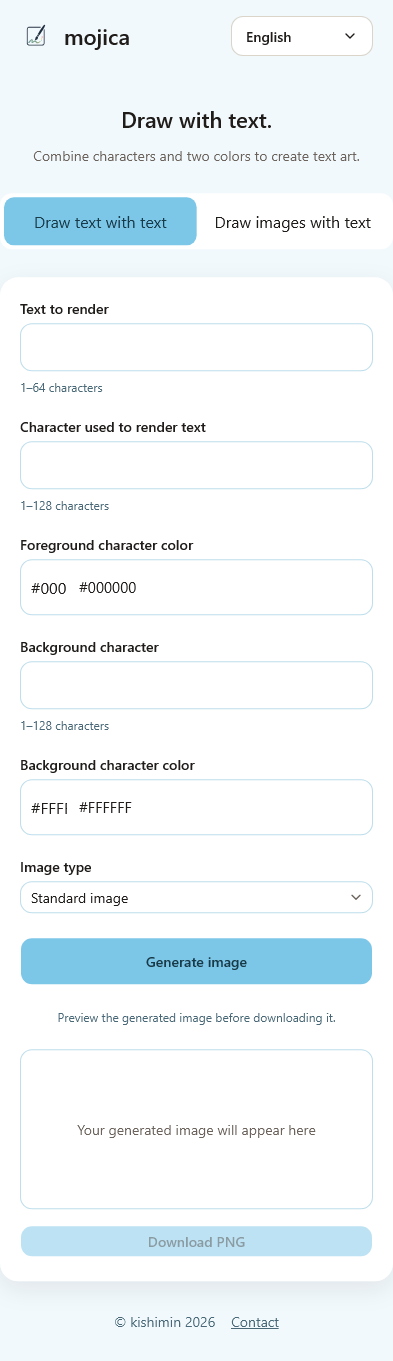 mojica
English
Draw with text.
Combine characters and two colors to create text art.
Draw text with text
Draw images with text
Text to render
1–64 characters
Character used to render text
1–128 characters
Foreground character color
#000 #000000
Background character
1–128 characters
Background character color
#FFF #FFFFFF
Image type
Standard image
Generate image
Preview the generated image before downloading it.
Your generated image will appear here
Download PNG
© kishimin 2026 Contact